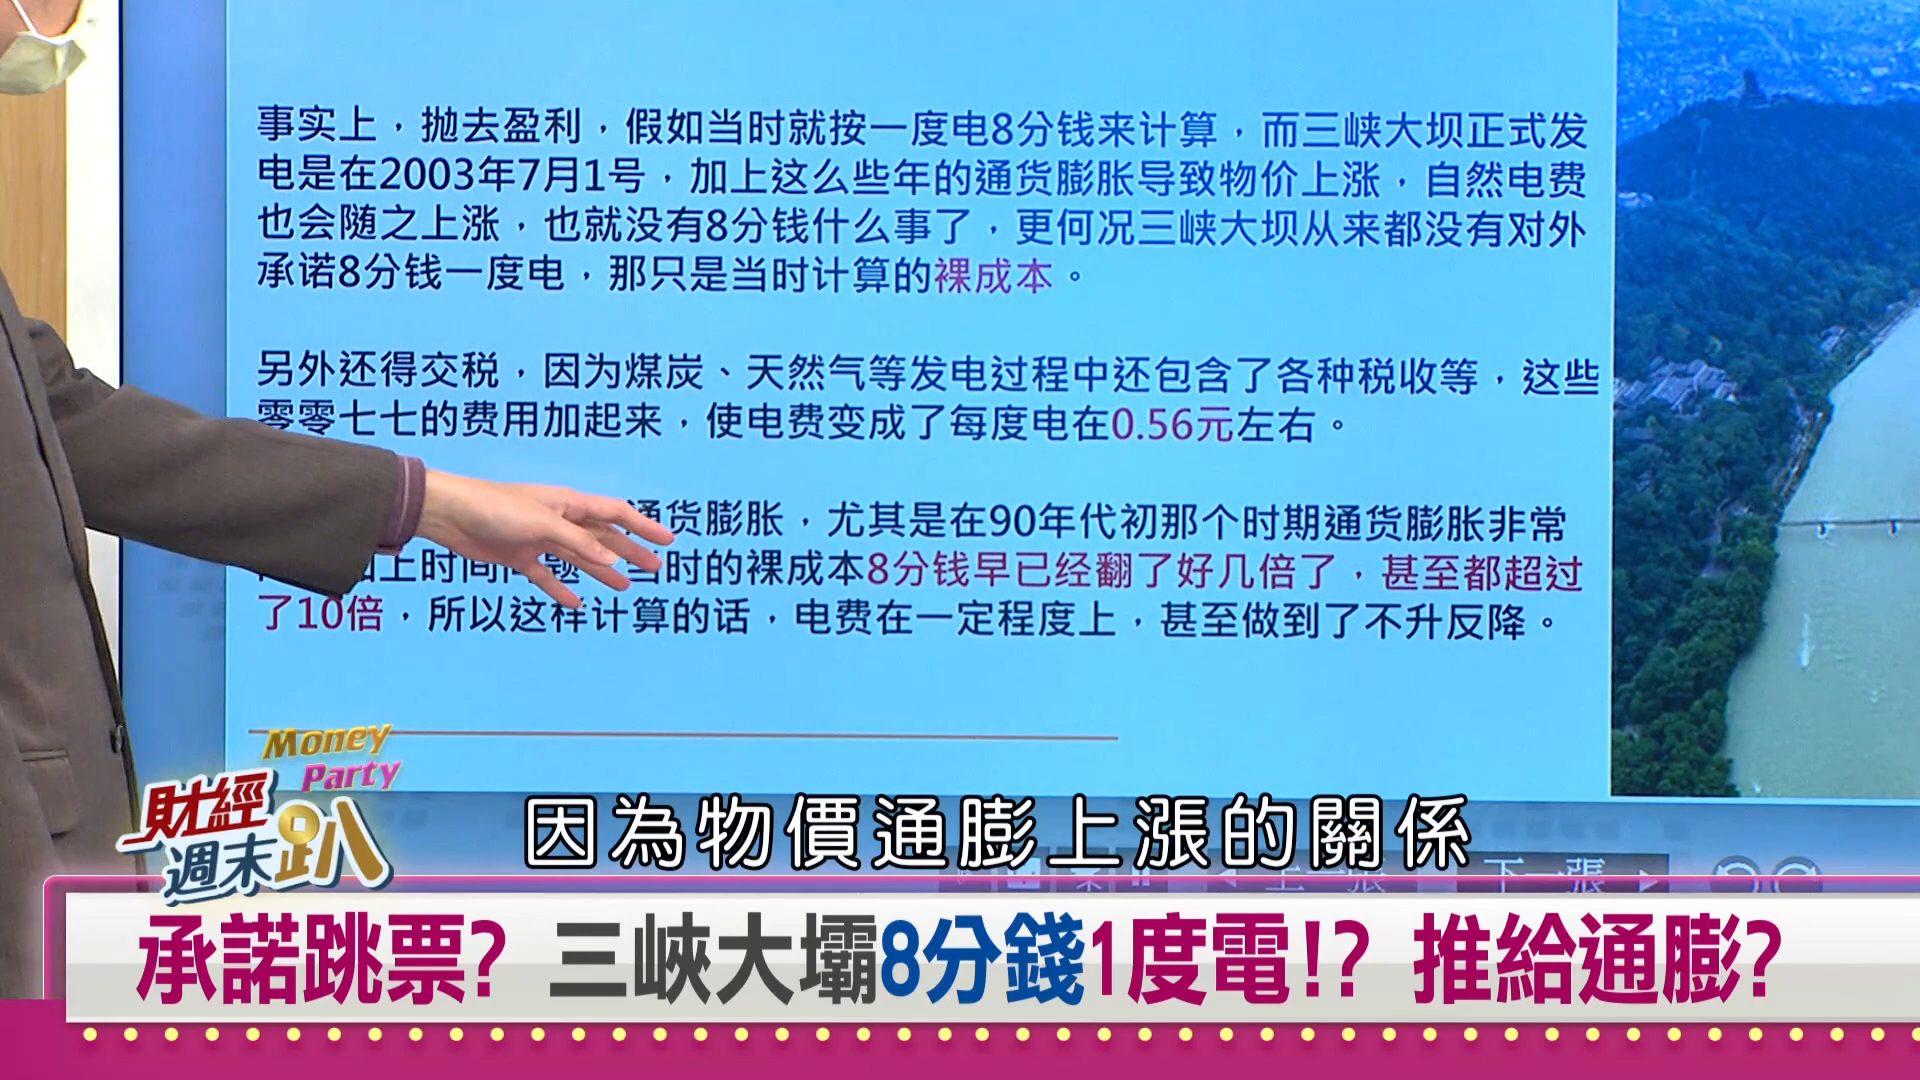 事实上，抛去盈利，假如当时就按一度电8分钱来计算，而三峡大坝正式发
电是在2003年7月1号，加上这么些年的通货膨胀导致物价上涨，自然电费
也会随之上涨，也就没有8分钱什么事了，更何况三峡大坝从来都没有对外
承诺8分钱一度电，那只是当时计算的裸成本。
另外还得交税，因为煤炭、天然气等发电过程中还包含了各种税收等，这些
零零七七的费用加起来，使电费变成了每度电在0.56元左右。
通货膨胀，尤其是在90年代初那个时期通货膨胀非常
上时间问题，当时的裸成本8分钱早已经翻了好几倍了，甚至都超过
了10倍，所以这样计算的话，电费在一定程度上，甚至做到了不升反降。
Money
Party
財經
週末趴
因為物價通膨上漲的關係
上一張 下一張
承諾跳票? 三峽大壩8分錢1度電!? 推給通膨?